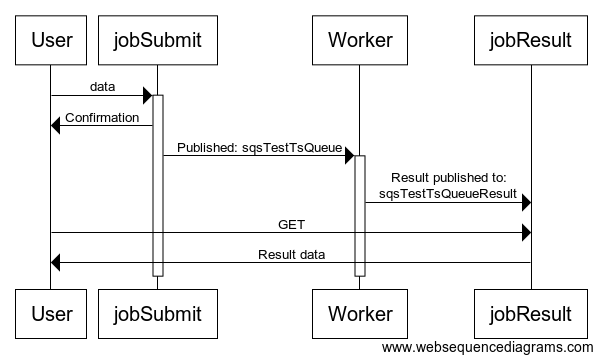 User
jobSubmit
Worker
jobResult
data
Confirmation
Published: sqsTestTsQueue
Result published to:
sqsTestTsQueueResult
GET
Result data
User
jobSubmit
Worker
jobResult
www.websequencediagrams.com